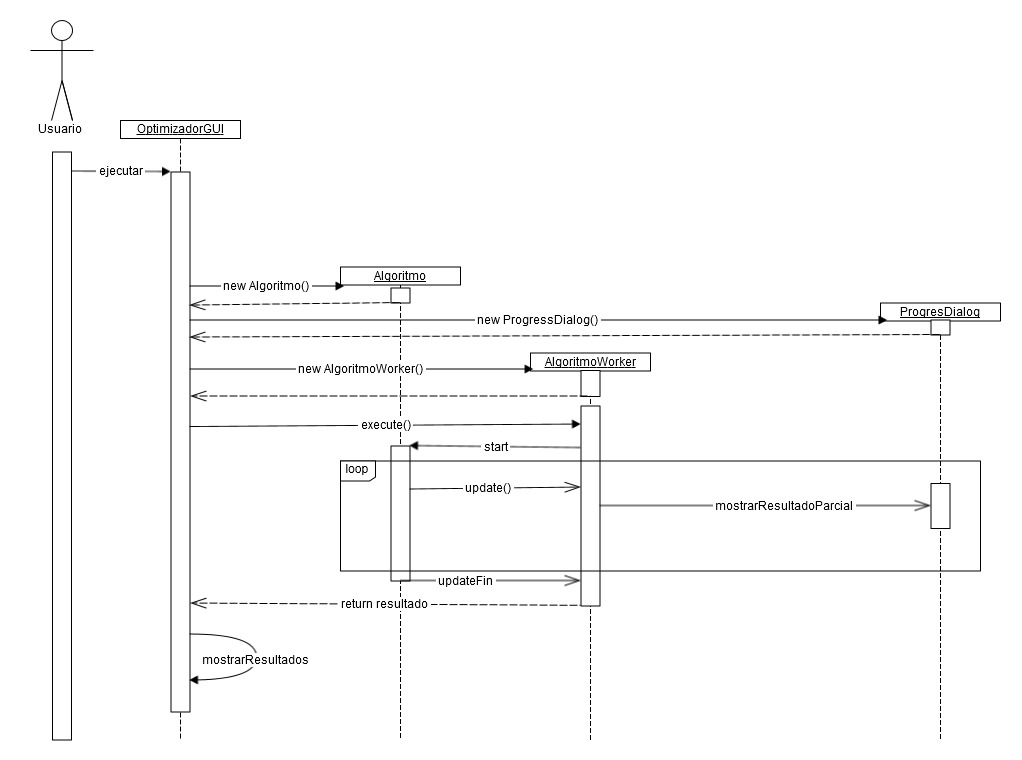 Usuario
OptimizadorGUI
ejecutar
Algoritmo
new Algoritmo()
ProgresDialog
new ProgressDialog()
AlgoritmoWorker
new AlgoritmoWorker()
execute()
start
loop
update()
mostrarResultadoParcial
updateFin
return resultado
mostrarResultados